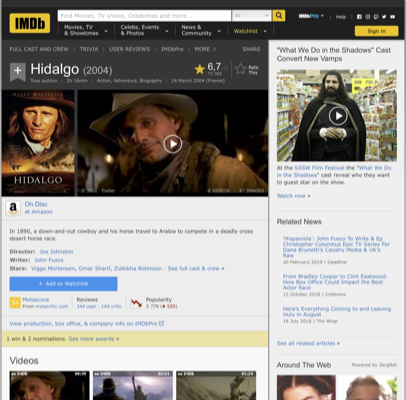 IMDb
Find Movies, TV shows, Celebrities and more...
All
IMDbPro
Help
Movies, TV & Showtimes
Celebs, Events & Photos
News & Community
Watchlist
Sign in
FULL CAST AND CREW | TRIVIA | USER REVIEWS | IMDbPro | MORE
SHARE
Hidalgo (2004)
6,7
Rate This
Tous publics | 2h 16min | Action, Adventure, Biography | 24 March 2004 (France)
HIDALGO
Trailer
6 VIDEOS | 47 IMAGES
On Disc
at Amazon
In 1890, a down-and-out cowboy and his horse travel to Arabia to compete in a deadly cross
desert horse race.
Director: Joe Johnston
Writer: John Fusco
Stars: Viggo Mortensen, Omar Sharif, Zuleikha Robinson | See full cast & crew »
+ Add to Watchlist
Metascore
From metacritic.com
Reviews
344 user | 144 critic
Popularity
View production, box office, & company info on IMDbPro
1 win & 2 nominations. See more awards »
Videos
"What We Do in the Shadows" Cast
Convert New Vamps
At the SXSW Film Festival the "What We
Do in the Shadows" cast reveal who they
want to guest star on the show.
Watch now »
Related News
'Hispaniola': John Fusco To Write & Ep
Christopher Columbus Epic TV Series For
Dana Brunetti's Cavalry Media & UK's
Raw
20 February 2019 | Deadline
From Bradley Cooper to Clint Eastwood:
How Box Office Could Impact the Best
Actor Race
12 October 2018 | Indiewire
Here's Everything Coming to and Leaving
Hulu in August
18 July 2018 | The Wrap
See all related articles »
Around The Web
Powered by ZergNet